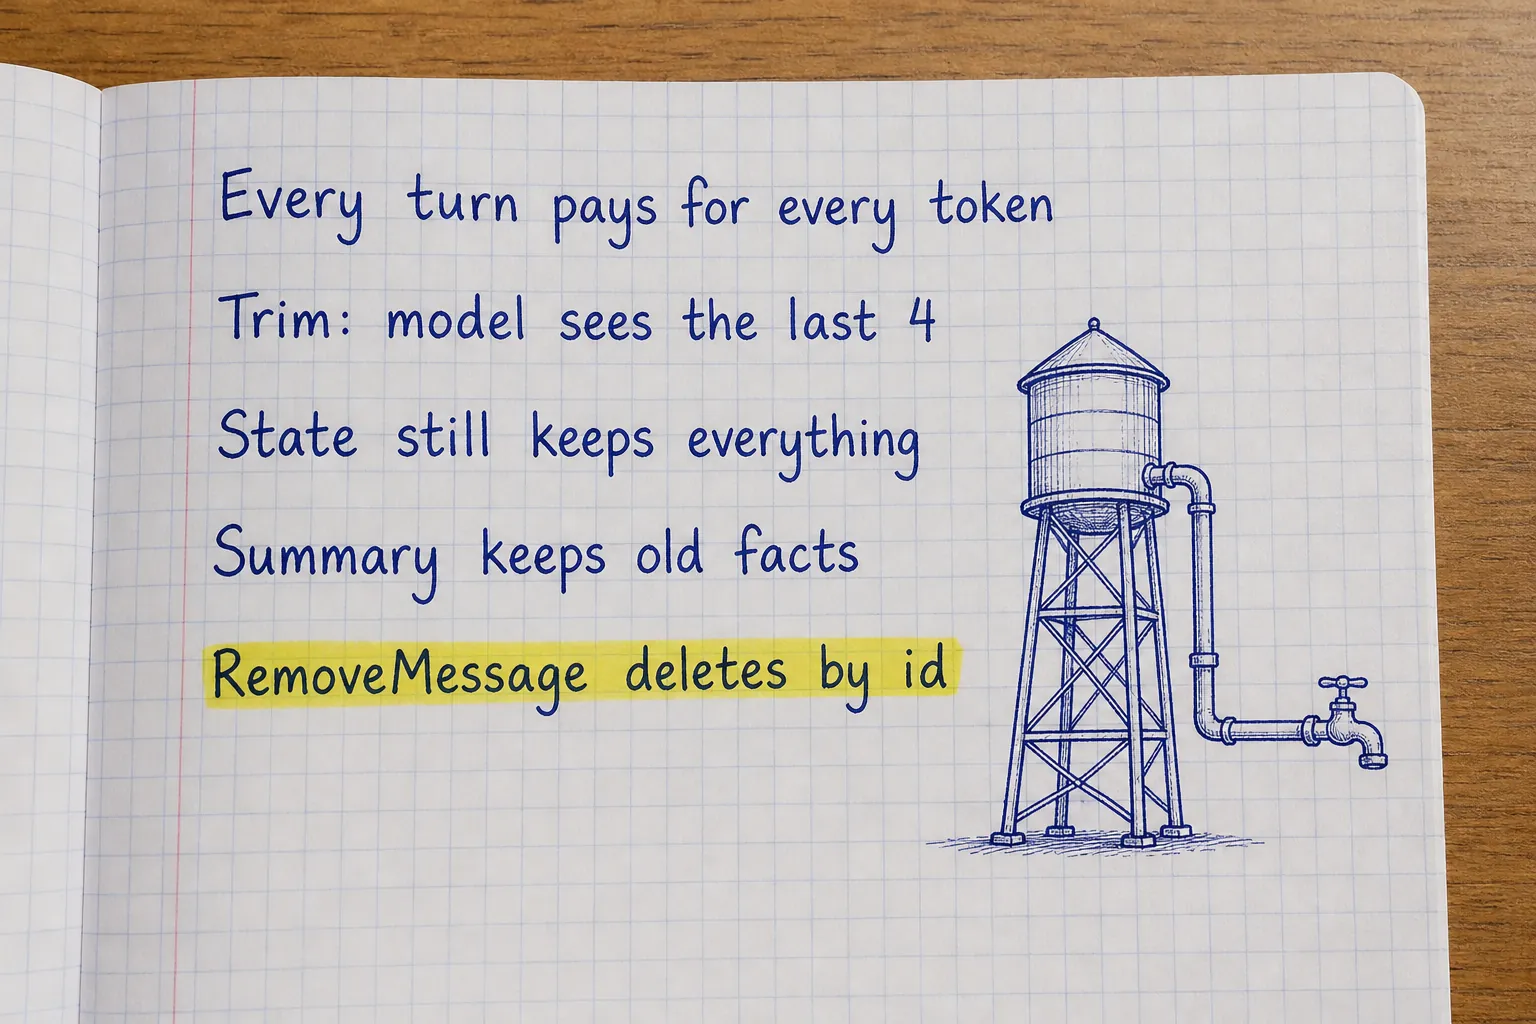 Every turn pays for every token
Trim: model sees the last 4
State still keeps everything
Summary keeps old facts
RemoveMessage deletes by id